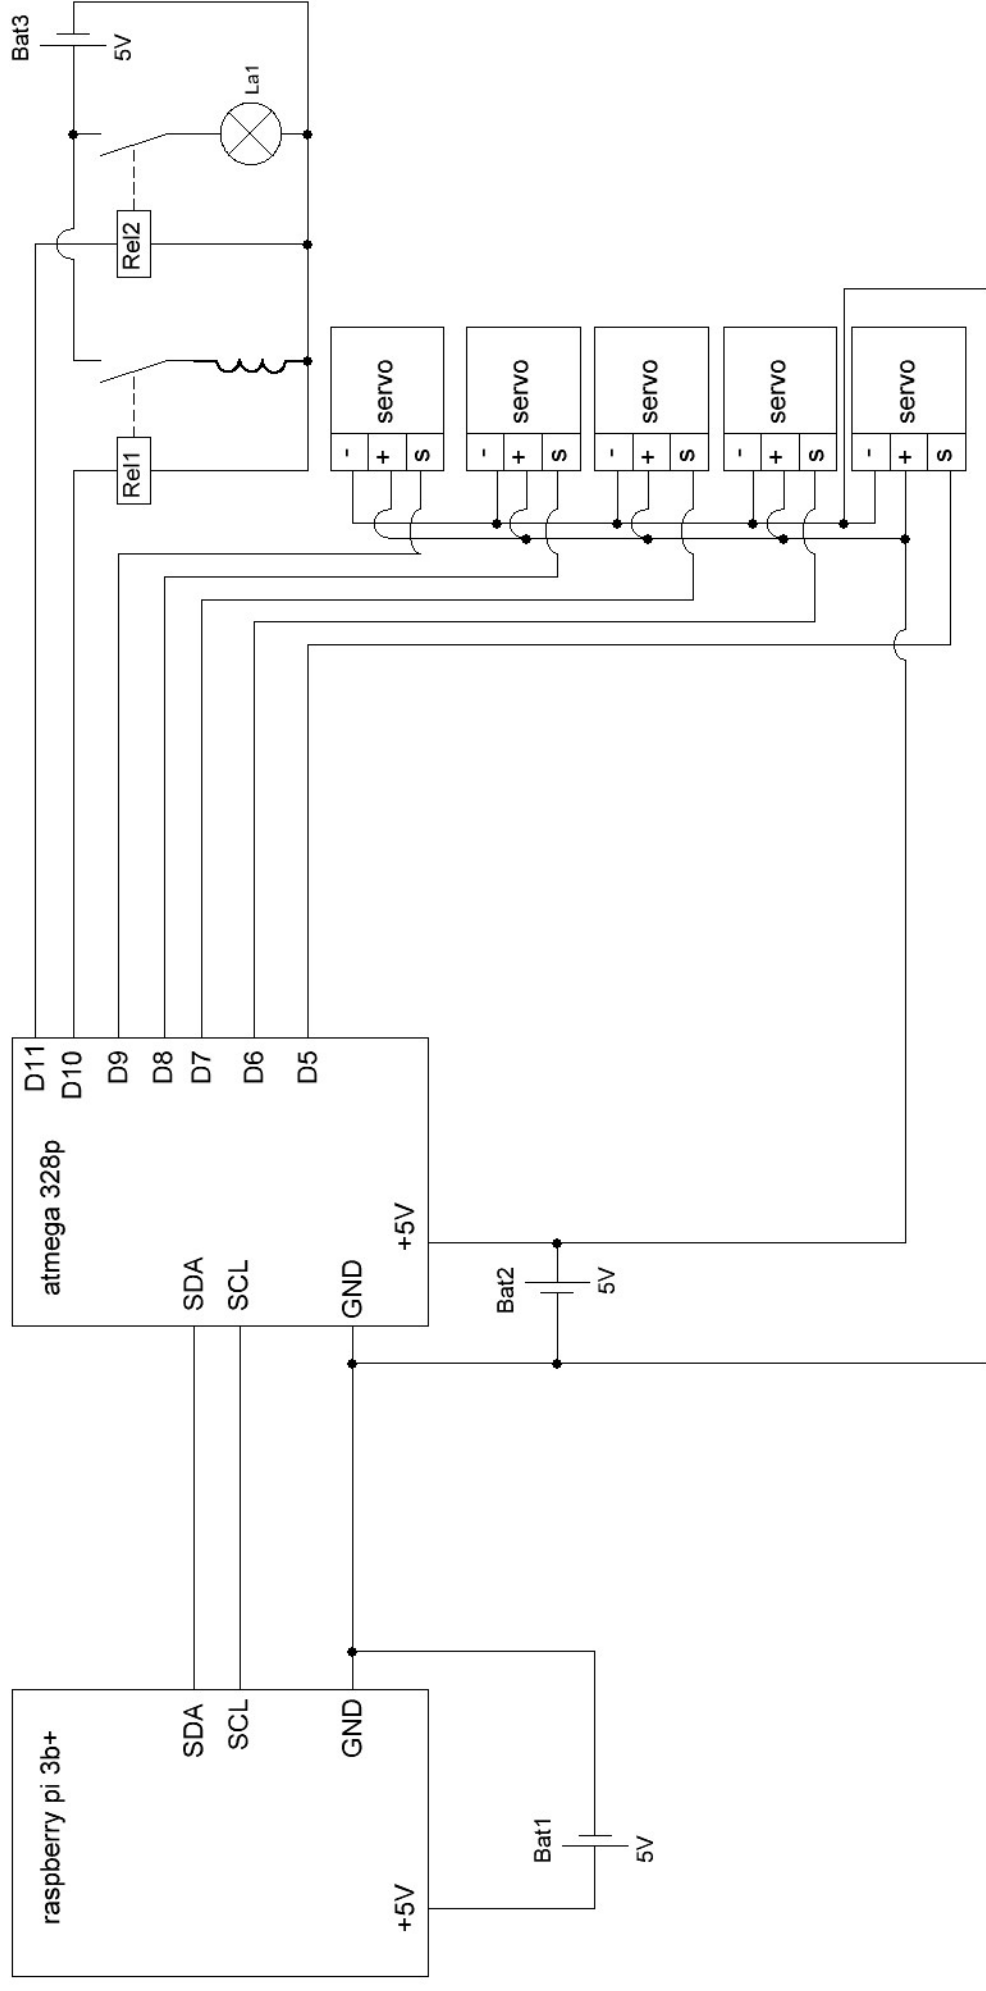 raspberry pi 3b+
SDA
SCL
GND
+5V
Bat1
5V
atmega 328p
SDA
SCL
GND
+5V
D11
D10
D9
D8
D7
D6
D5
Bat2
5V
Rel1
Rel2
La1
Bat3
5V
- servo
+
s
- servo
+
s
- servo
+
s
- servo
+
s
- servo
+
s